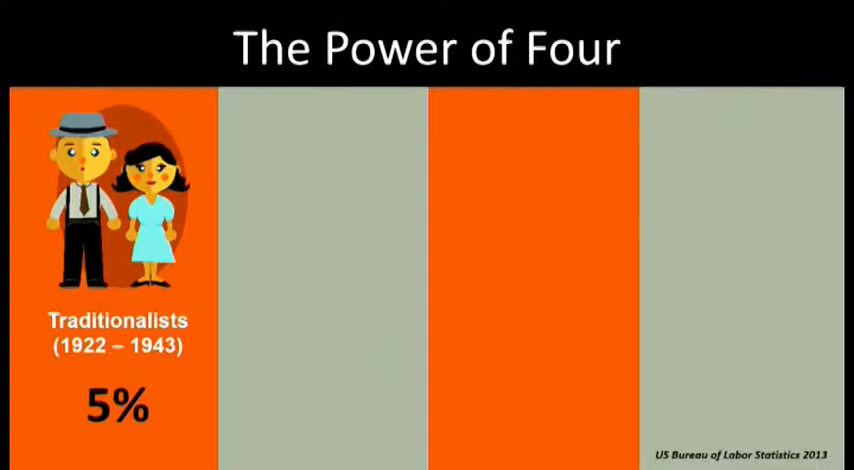 The Power of Four
Traditionalists
(1922 – 1943)
5%
US Bureau of Labor Statistics 2013